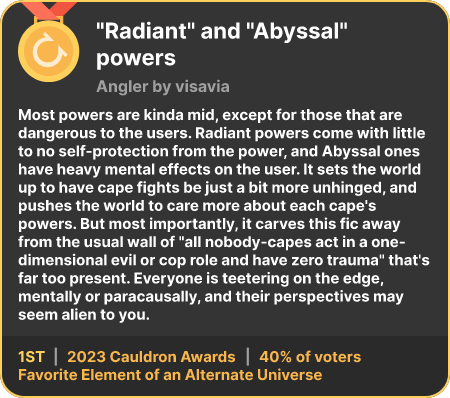 "Radiant" and "Abyssal"
powers
Angler by visavia
Most powers are kinda mid, except for those that are
dangerous to the users. Radiant powers come with little
to no self-protection from the power, and Abyssal ones
have heavy mental effects on the user. It sets the world
up to have cape fights be just a bit more unhinged, and
pushes the world to care more about each cape's
powers. But most importantly, it carves this fic away
from the usual wall of "all nobody-capes act in a one-
dimensional evil or cop role and have zero trauma" that's
far too present. Everyone is teetering on the edge,
mentally or paracausally, and their perspectives may
seem alien to you.
1ST | 2023 Cauldron Awards | 40% of voters
Favorite Element of an Alternate Universe